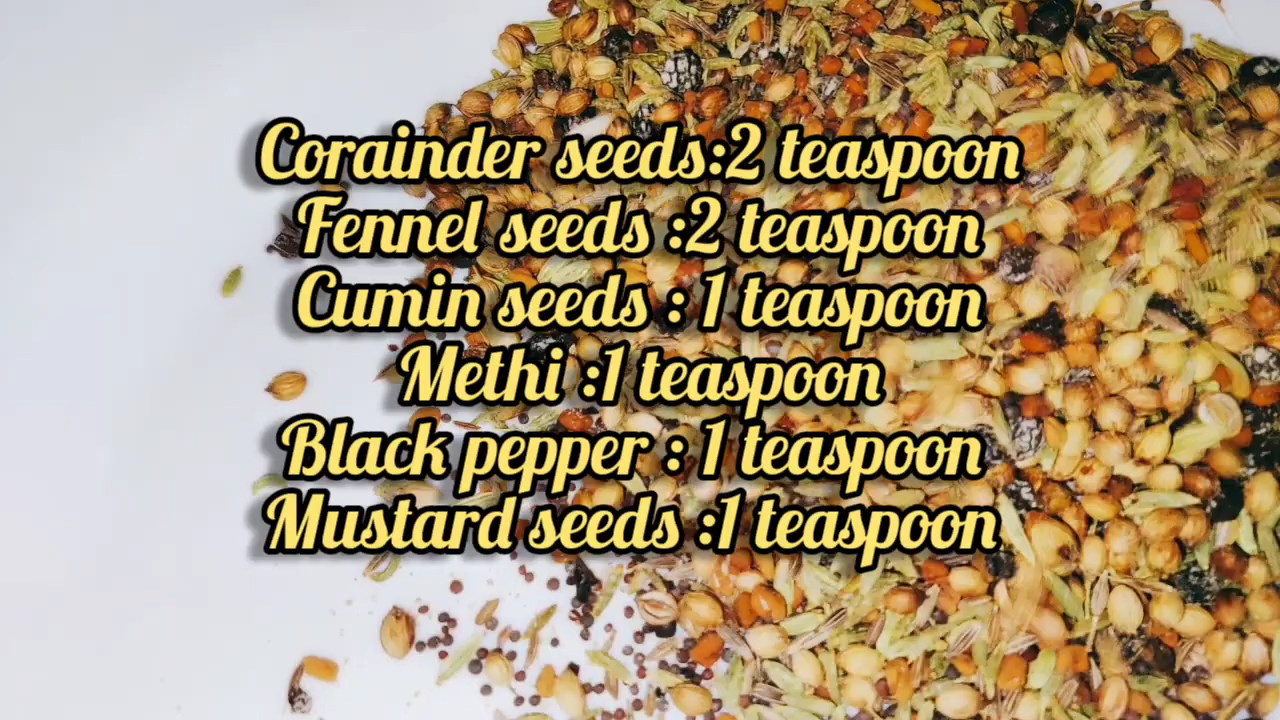 Corainder seeds:2 teaspoon
Fennel seeds :2 teaspoon
Cumin seeds : 1 teaspoon
Methi :1 teaspoon
Black pepper : 1 teaspoon
Mustard seeds :1 teaspoon